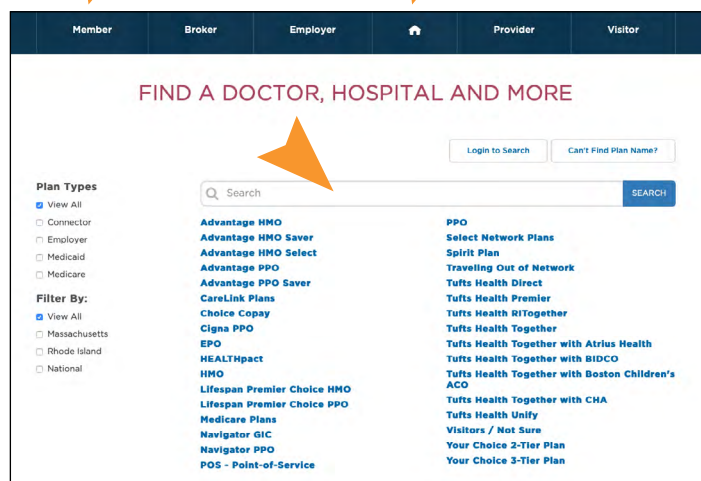 Member Broker Employer Provider Visitor
FIND A DOCTOR, HOSPITAL AND MORE
Login to Search Can't Find Plan Name?
Plan Types
View All
Connector
Employer
Medicaid
Medicare
Filter By:
View All
Massachusetts
Rhode Island
National
Search SEARCH
Advantage HMO
Advantage HMO Saver
Advantage HMO Select
Advantage PPO
Advantage PPO Saver
CareLink Plans
Choice Copay
Cigna PPO
EPO
HEALTHpact
HMO
Lifespan Premier Choice HMO
Lifespan Premier Choice PPO
Medicare Plans
Navigator GIC
Navigator PPO
POS - Point-of-Service
PPO
Select Network Plans
Spirit Plan
Traveling Out of Network
Tufts Health Direct
Tufts Health Premier
Tufts Health RITogether
Tufts Health Together
Tufts Health Together with Atrius Health
Tufts Health Together with BIDCO
Tufts Health Together with Boston Children's
ACO
Tufts Health Together with CHA
Tufts Health Unify
Visitors / Not Sure
Your Choice 2-Tier Plan
Your Choice 3-Tier Plan